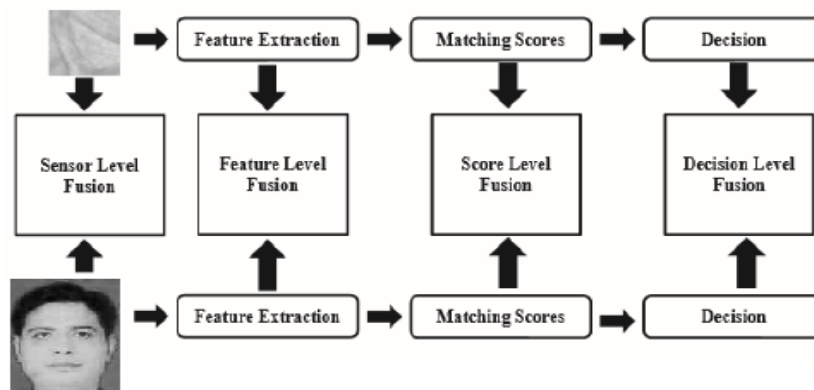 Feature Extraction
Matching Scores
Decision
Sensor Level
Fusion
Feature Level
Fusion
Score Level
Fusion
Decision Level
Fusion
Feature Extraction
Matching Scores
Decision